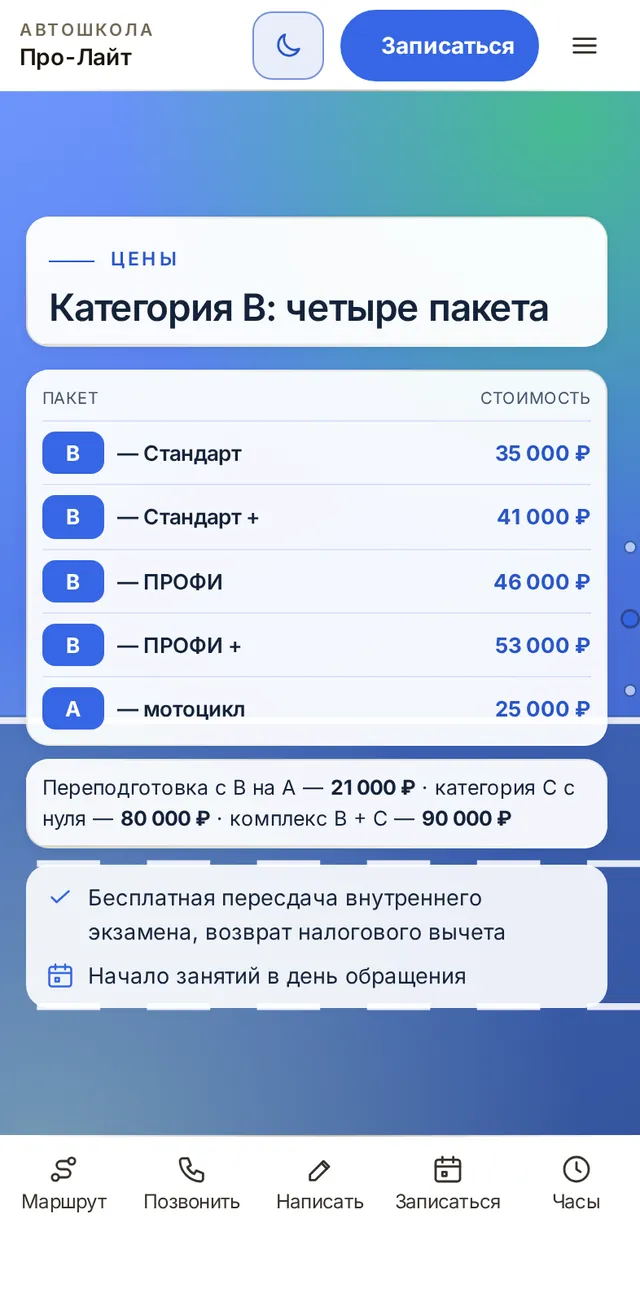 АВТОШКОЛА
Про-Лайт
Записаться
ЦЕНЫ
Категория B: четыре пакета
ПАКЕТ СТОИМОСТЬ
B — Стандарт 35 000 ₽
B — Стандарт + 41 000 ₽
B — ПРОФИ 46 000 ₽
B — ПРОФИ + 53 000 ₽
A — мотоцикл 25 000 ₽
Переподготовка с B на A — 21 000 ₽ · категория C с
нуля — 80 000 ₽ · комплекс B + C — 90 000 ₽
Бесплатная пересдача внутреннего
экзамена, возврат налогового вычета
Начало занятий в день обращения
Маршрут Позвонить Написать Записаться Часы